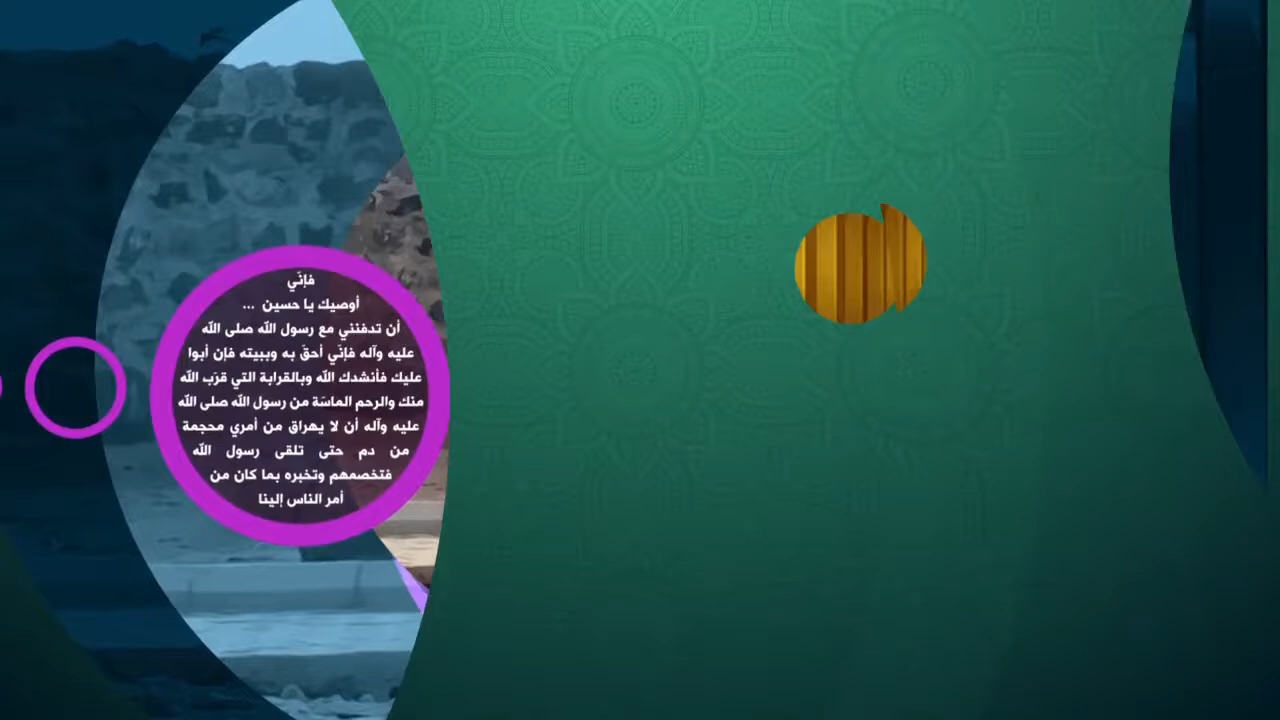 فإنّي
أوصيك يا حسين ...
أن تدفنني مع رسول الله صلى الله
عليه وآله فإنّي أحقّ به وببيته فإن أبوا
عليك فأنشدك الله وبالقرابة التي قرّب الله
منك والرحم الماسّة من رسول الله صلى الله
عليه وآله أن لا يهراق من أمري محجمة
من دم حتى تلقى رسول الله
فتخصمهم وتخبره بما كان من
أمر الناس إلينا